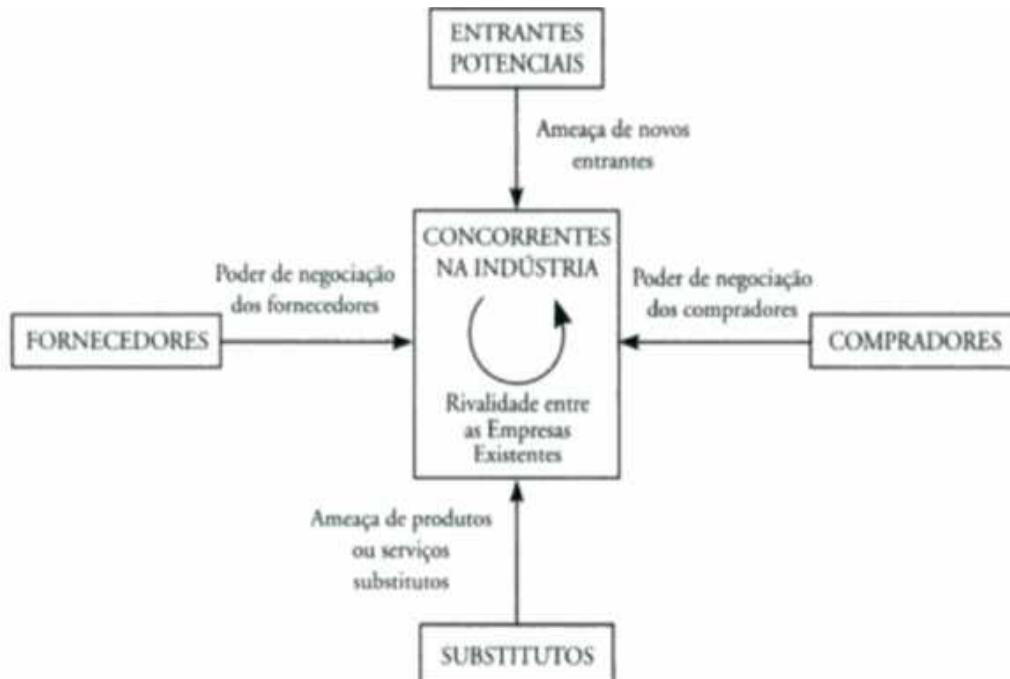 ENTRANTES
POTENCIAIS
Ameaça de novos
entrantes
CONCORRENTES
NA INDÚSTRIA
Poder de negociação
dos fornecedores
Poder de negociação
dos compradores
FORNECEDORES
COMPRADORES
Rivalidade entre
as Empresas
Existentes
Ameaça de produtos
ou serviços
substitutos
SUBSTITUTOS